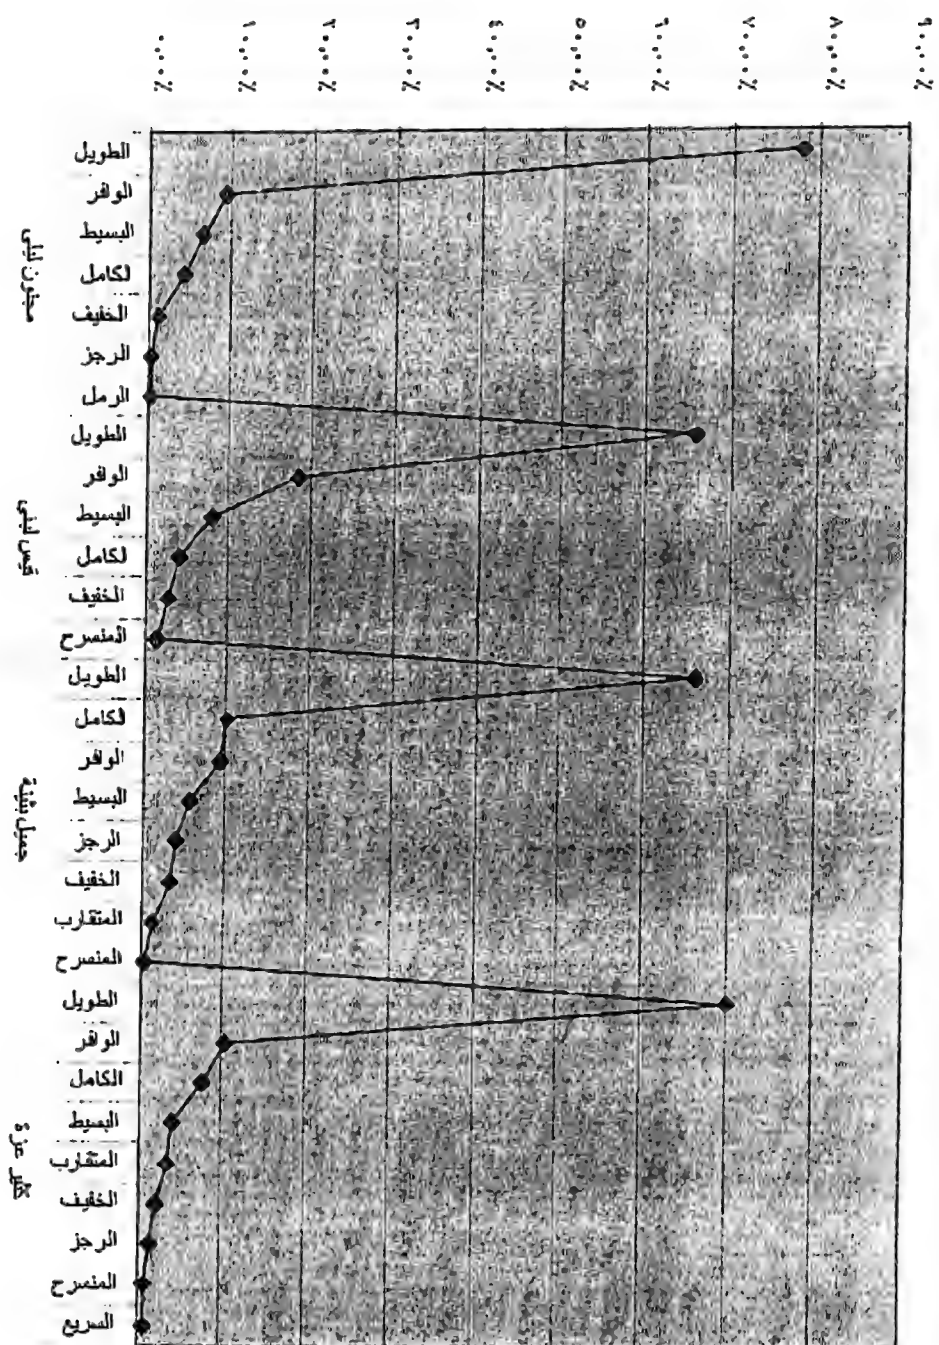 ٩٠,٠٠٪
٨٠,٠٠٪
٧٠,٠٠٪
٦٠,٠٠٪
٥٠,٠٠٪
٤٠,٠٠٪
٣٠,٠٠٪
٢٠,٠٠٪
١٠,٠٠٪
٠,٠٠٪
مجنون ليلى
الطويل
الوافر
البسيط
لكامل
الخفيف
الرجز
الرمل
قيس لبنى
الطويل
الوافر
البسيط
لكامل
الخفيف
المنسرح
جميل بثينة
الطويل
لكامل
الوافر
البسيط
الرجز
الخفيف
المتقارب
المنسرح
كثير عزة
الطويل
الوافر
الكامل
البسيط
المتقارب
الخفيف
الرجز
المنسرح
السريع